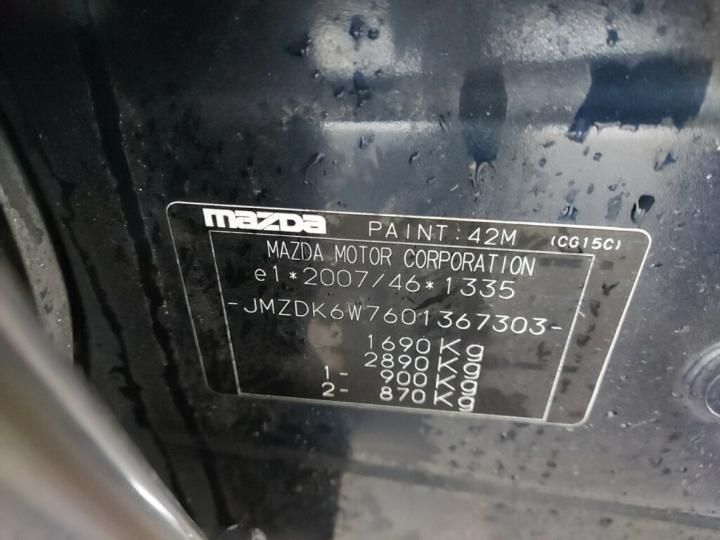 mazda PAINT: 42M (CG15C)
MAZDA MOTOR CORPORATION
e1*2007/46*1335
-JMZDK6W7601367303-
1690Kg
2890Kg
1- 900Kg
2- 870Kg